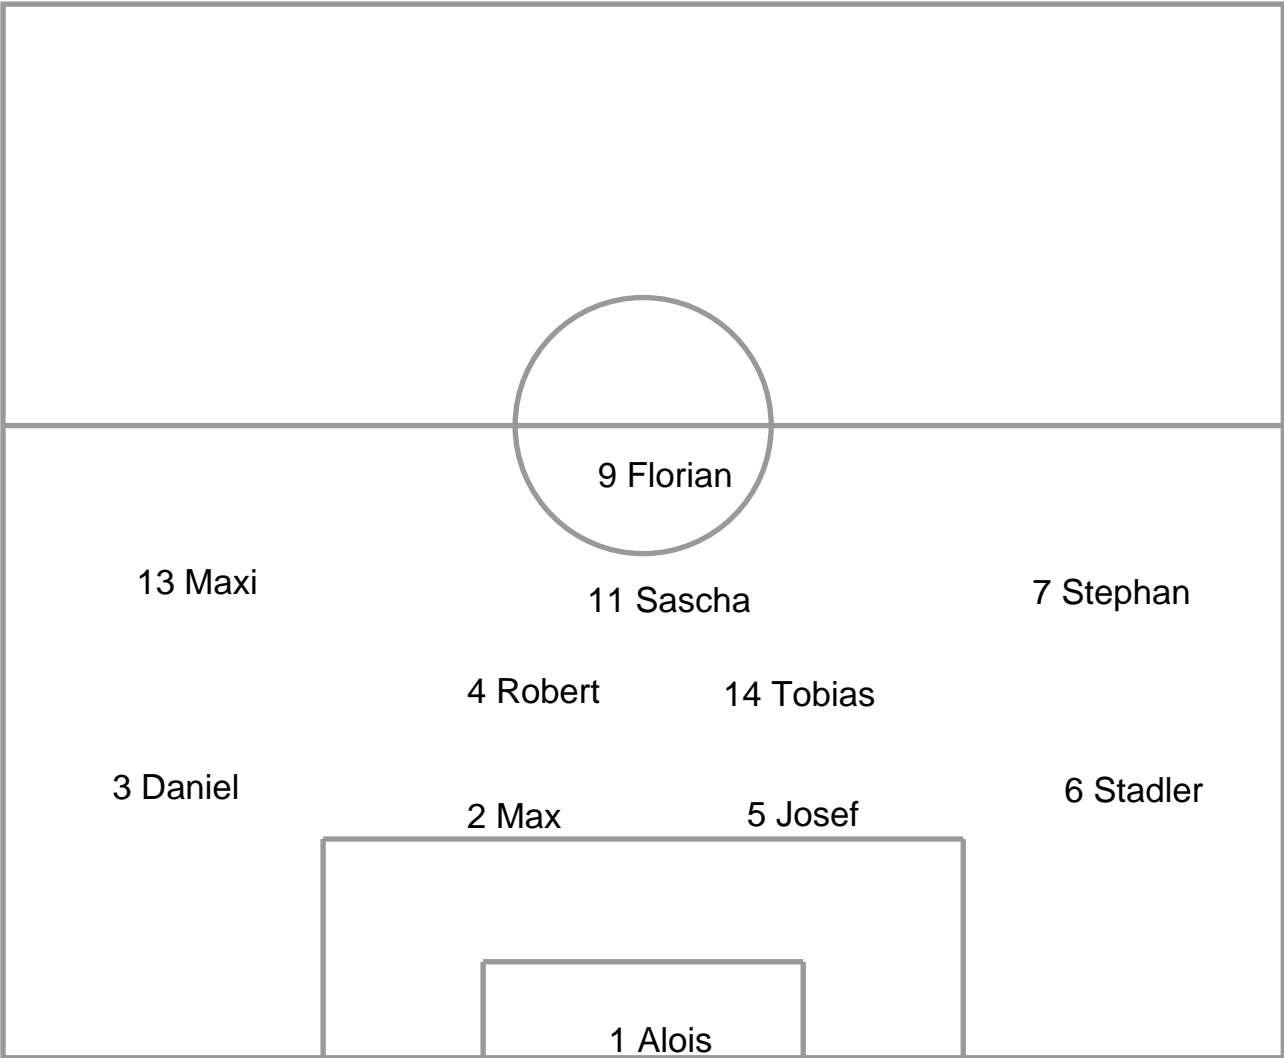 9 Florian
13 Maxi
11 Sascha
7 Stephan
4 Robert
14 Tobias
3 Daniel
2 Max
5 Josef
6 Stadler
1 Alois